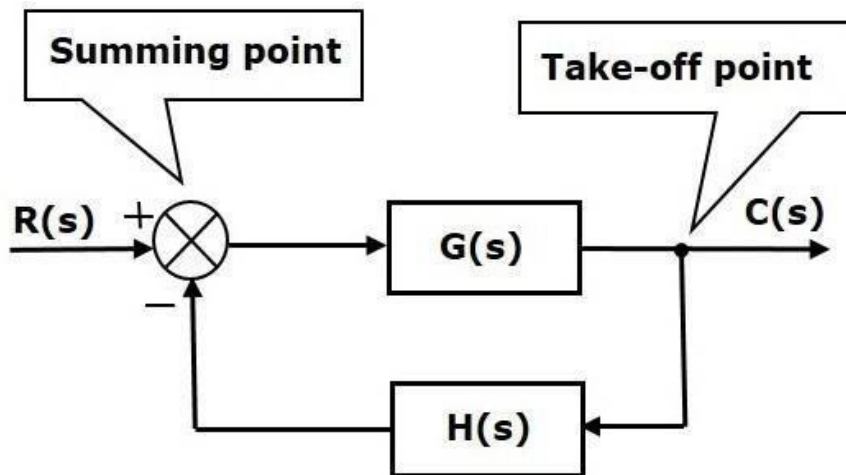 Summing point
Take-off point
R(s)
+
G(s)
C(s)
−
H(s)